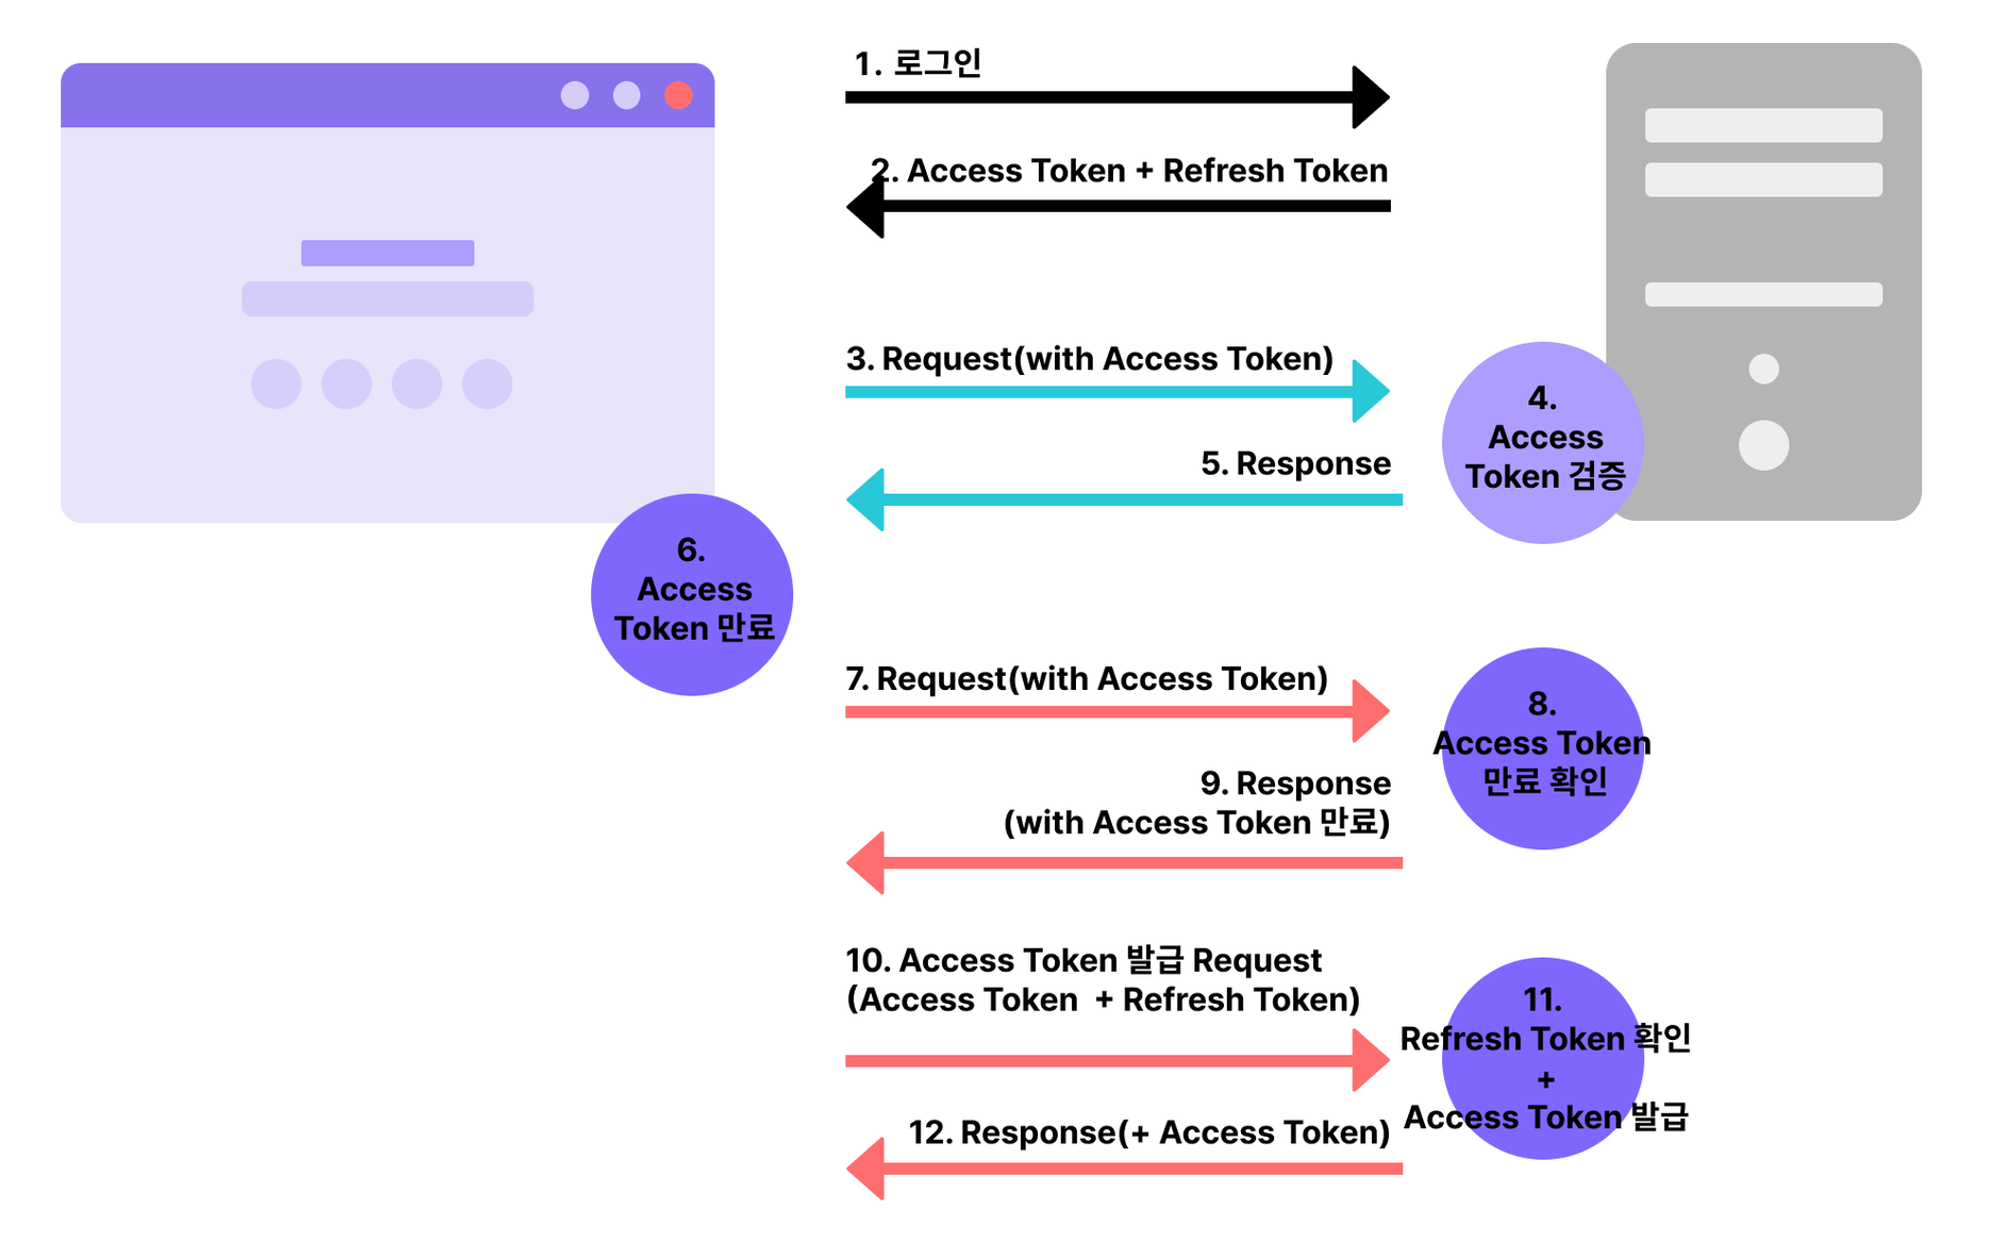 1. 로그인
2. Access Token + Refresh Token
3. Request(with Access Token)
4.
Access
Token 검증
5. Response
6.
Access
Token 만료
7. Request(with Access Token)
8.
Access Token
만료 확인
9. Response
(with Access Token 만료)
10. Access Token 발급 Request
(Access Token + Refresh Token)
11.
Refresh Token 확인
+
Access Token 발급
12. Response(+ Access Token)